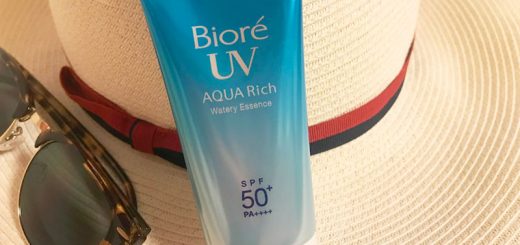 Bioré
UV
AQUA Rich
Watery Essence
SPF
50+
PA++++